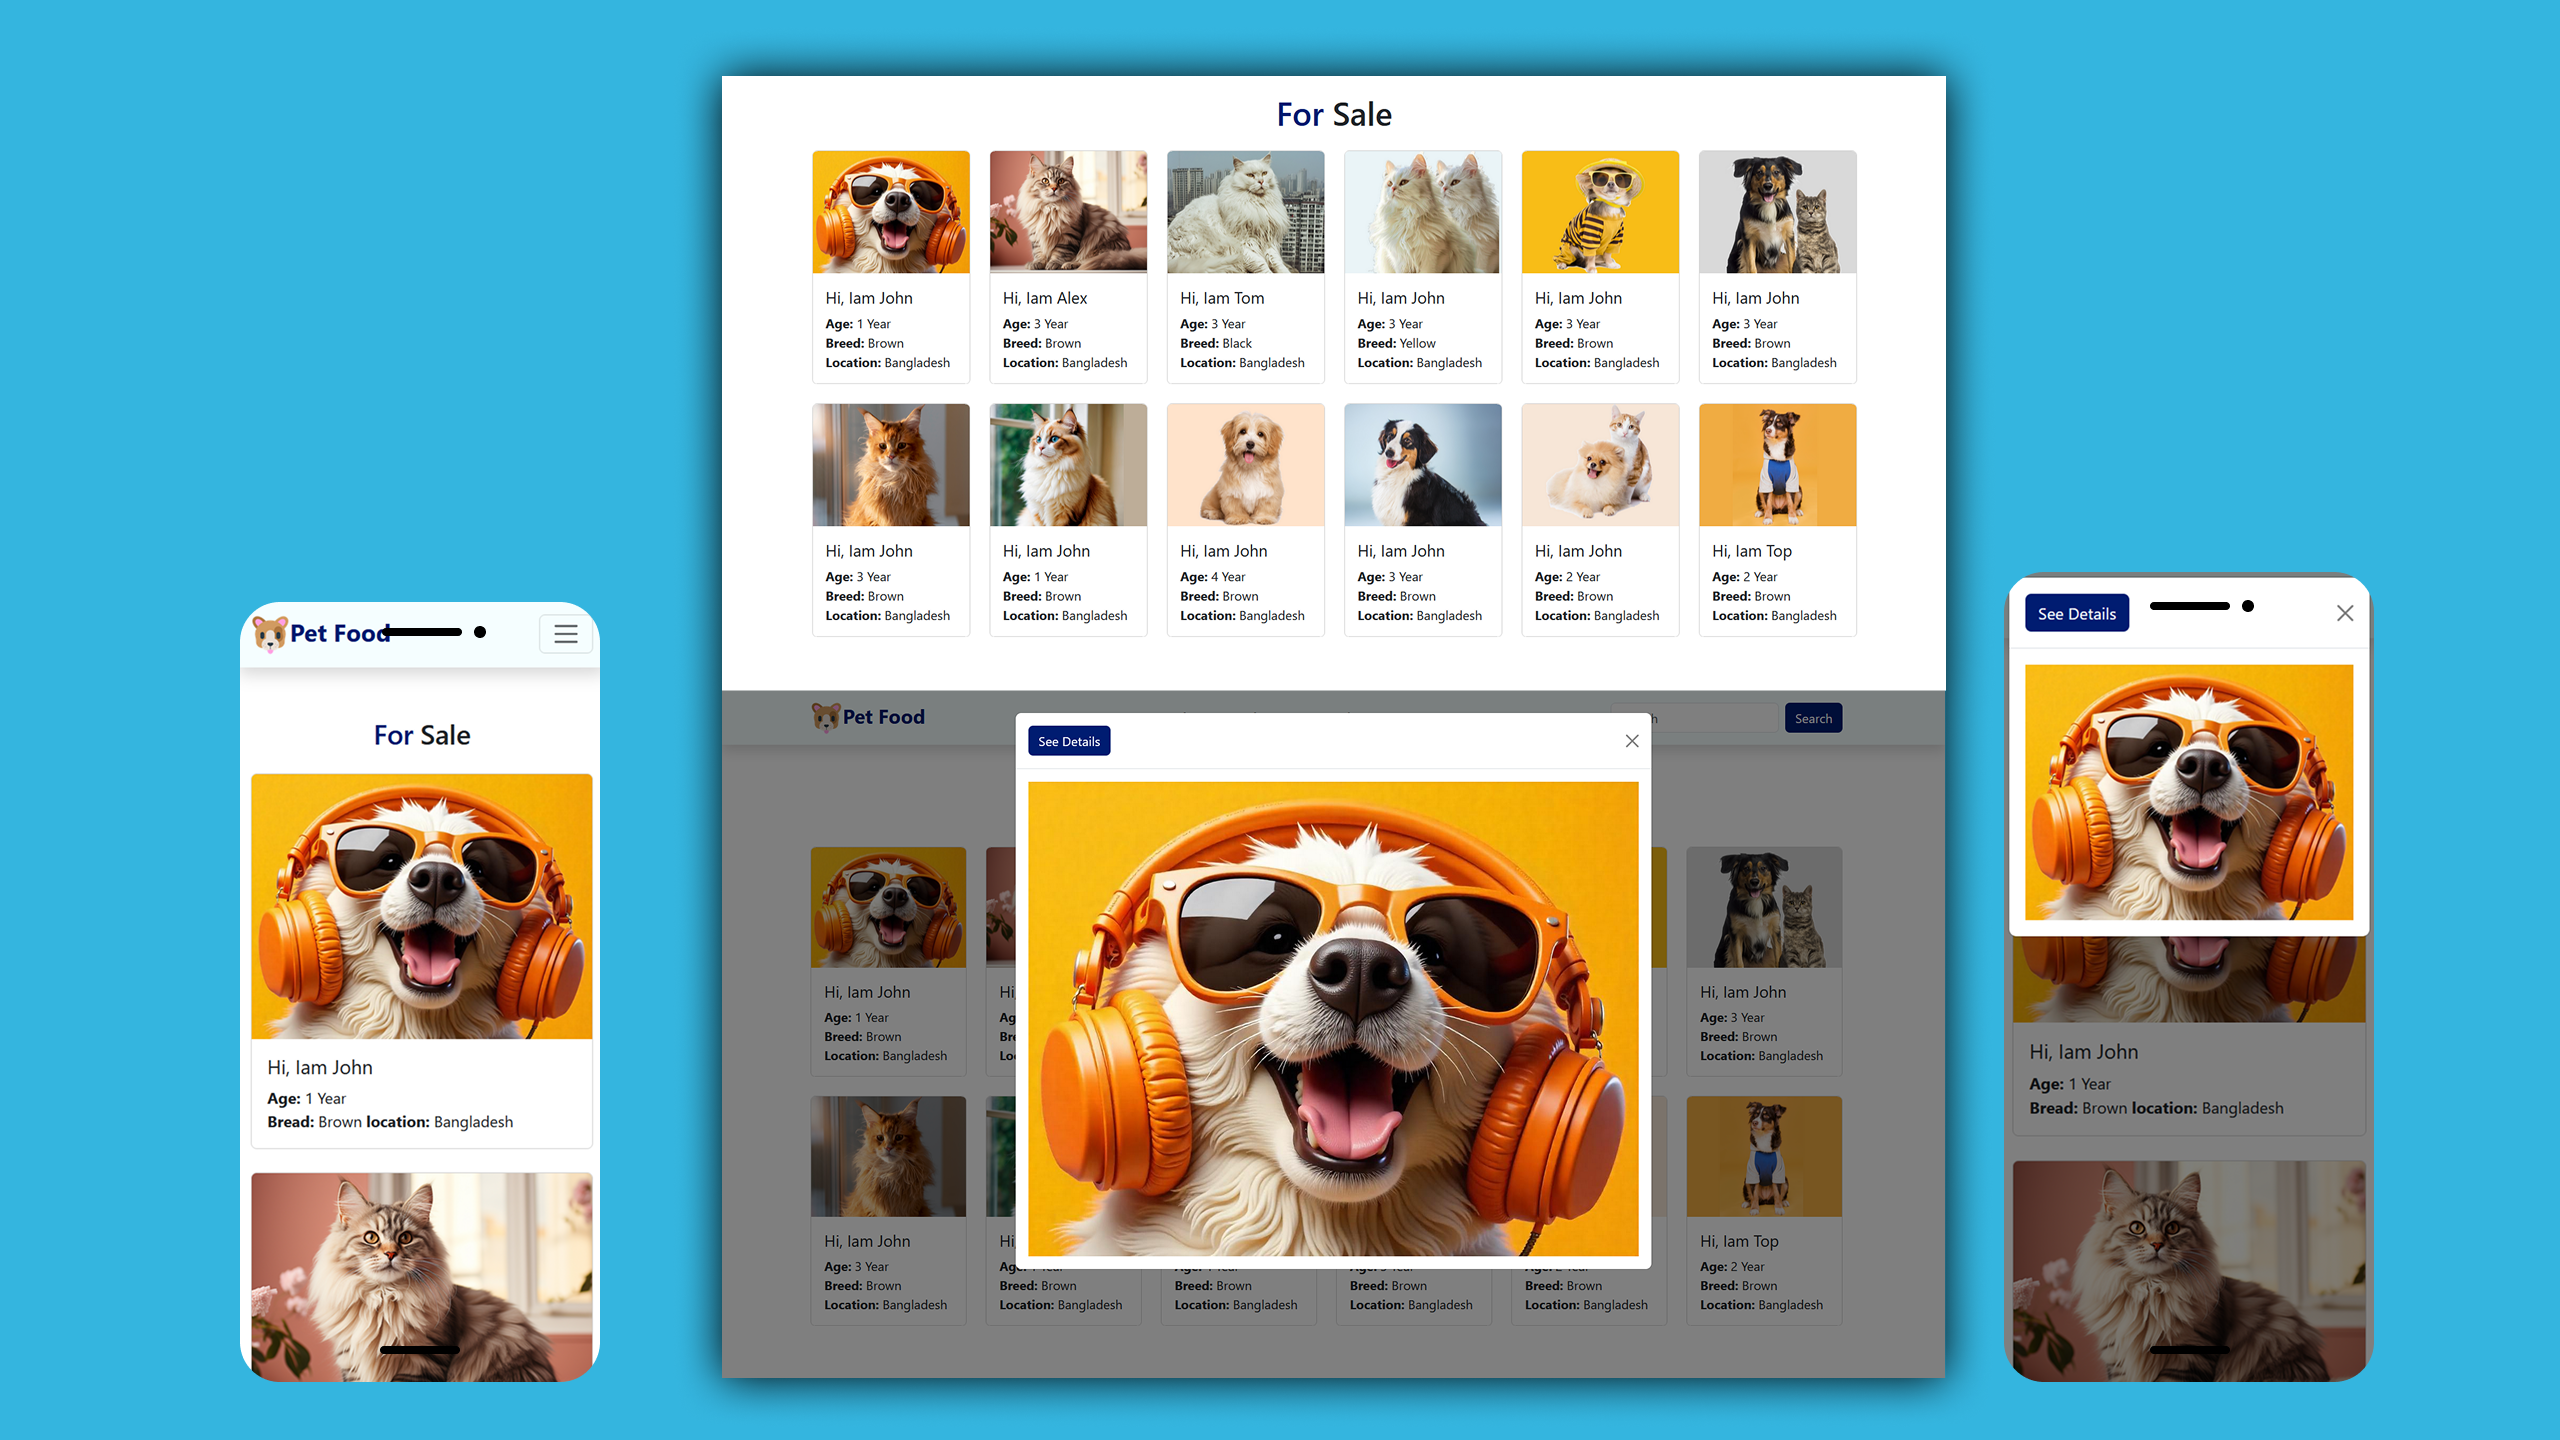 For Sale
Hi, Iam John
Age: 1 Year
Breed: Brown
Location: Bangladesh
Hi, Iam Alex
Age: 3 Year
Breed: Brown
Location: Bangladesh
Hi, Iam Tom
Age: 3 Year
Breed: Black
Location: Bangladesh
Hi, Iam John
Age: 3 Year
Breed: Yellow
Location: Bangladesh
Hi, Iam John
Age: 3 Year
Breed: Brown
Location: Bangladesh
Hi, Iam John
Age: 3 Year
Breed: Brown
Location: Bangladesh
Hi, Iam John
Age: 3 Year
Breed: Brown
Location: Bangladesh
Hi, Iam John
Age: 1 Year
Breed: Brown
Location: Bangladesh
Hi, Iam John
Age: 4 Year
Breed: Brown
Location: Bangladesh
Hi, Iam John
Age: 3 Year
Breed: Brown
Location: Bangladesh
Hi, Iam John
Age: 2 Year
Breed: Brown
Location: Bangladesh
Hi, Iam Top
Age: 2 Year
Breed: Brown
Location: Bangladesh
Pet Food
For Sale
Hi, Iam John
Age: 1 Year
Bread: Brown location: Bangladesh
Pet Food
Search
See Details
Hi, Iam John
Age: 1 Year
Breed: Brown
Location: Bangladesh
Hi, Iam John
Age: 3 Year
Breed: Brown
Location: Bangladesh
Hi, Iam John
Age: 3 Year
Breed: Brown
Location: Bangladesh
Breed: Brown
Location: Bangladesh
Breed: Brown
Location: Bangladesh
Breed: Brown
Location: Bangladesh
Breed: Brown
Location: Bangladesh
Hi, Iam Top
Age: 2 Year
Breed: Brown
Location: Bangladesh
See Details
Hi, Iam John
Age: 1 Year
Bread: Brown location: Bangladesh